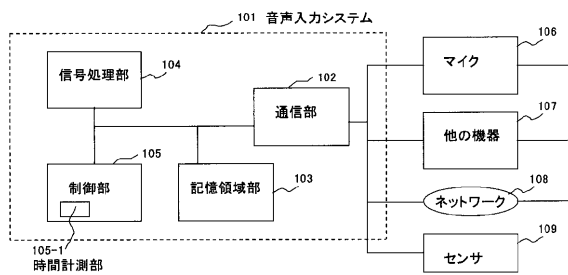 101 音声入力システム
信号処理部
104
102
通信部
105
制御部
記憶領域部
103
105-1
時間計測部
106
マイク
107
他の機器
108
ネットワーク
109
センサ